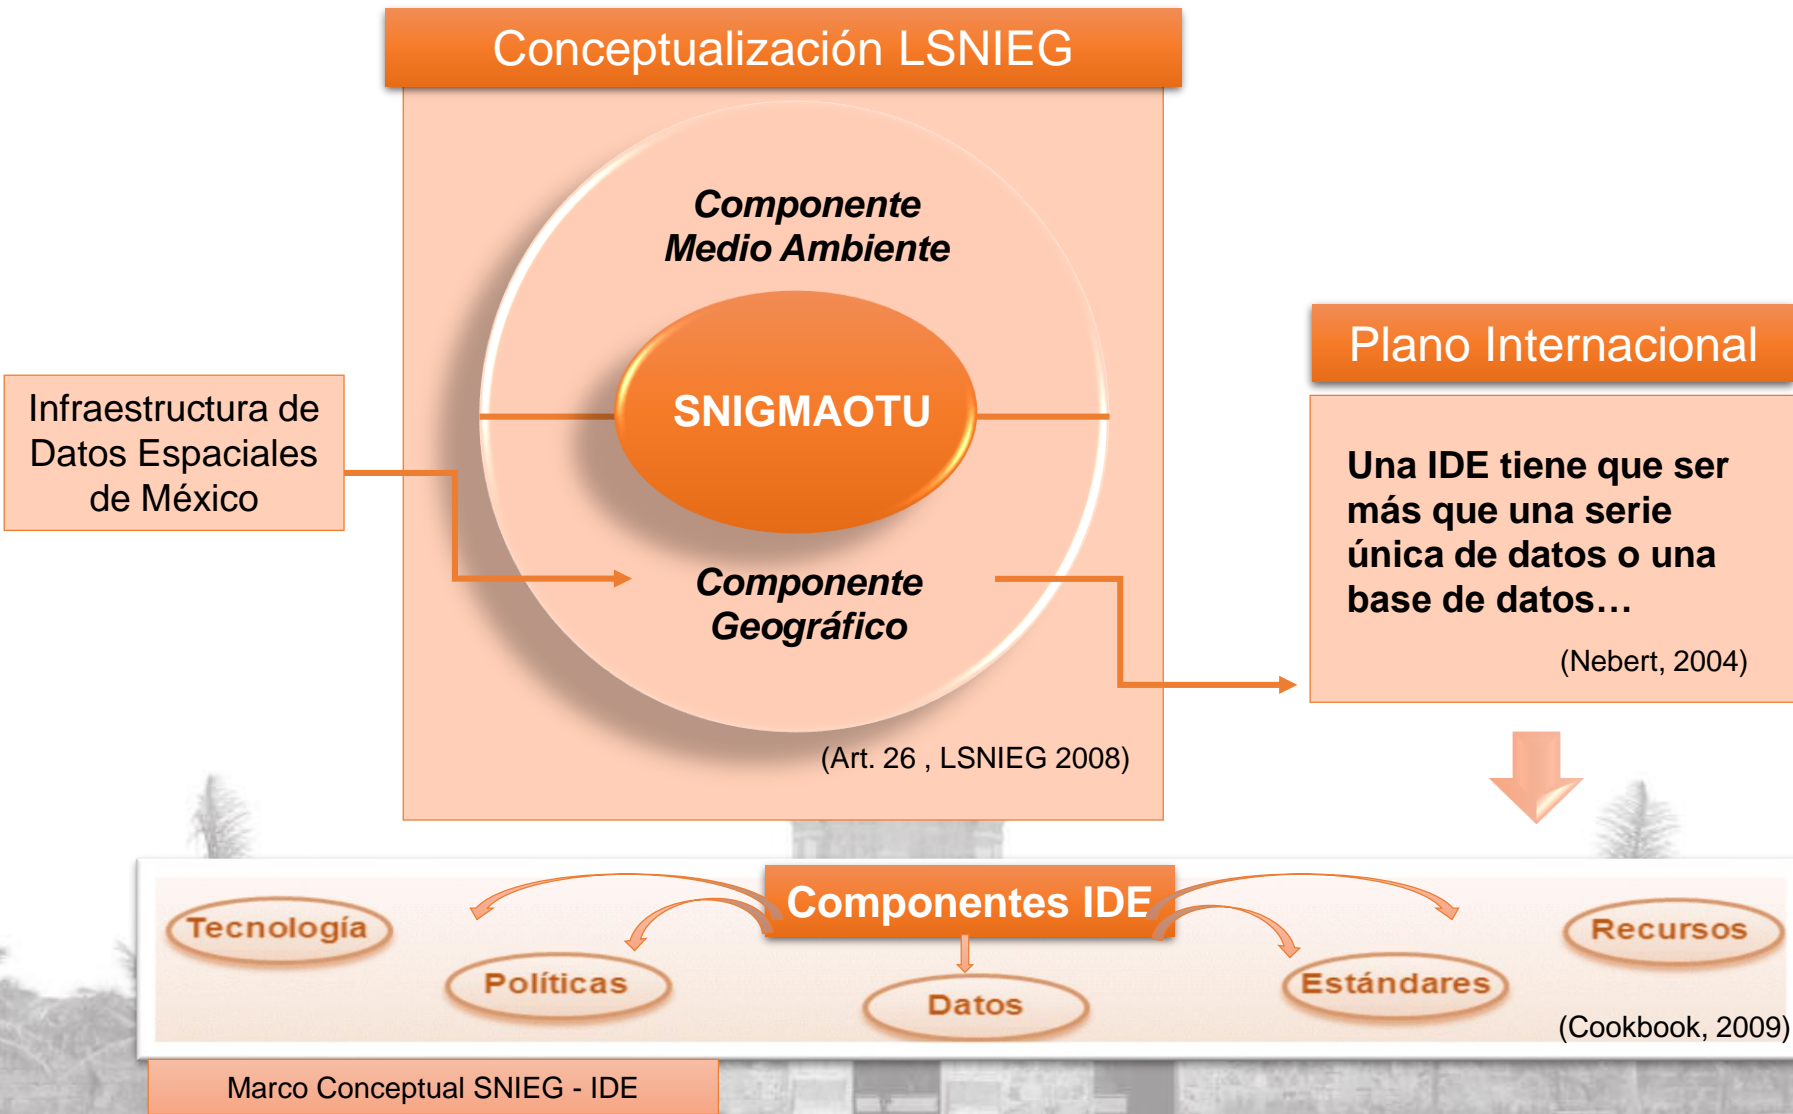 Conceptualización LSNIEG
Componente
Medio Ambiente
SNIGMAOTU
Componente
Geográfico
(Art. 26 , LSNIEG 2008)
Infraestructura de
Datos Espaciales
de México
Plano Internacional
Una IDE tiene que ser
más que una serie
única de datos o una
base de datos…
(Nebert, 2004)
Componentes IDE
Tecnología
Políticas
Datos
Estándares
Recursos
(Cookbook, 2009)
Marco Conceptual SNIEG - IDE